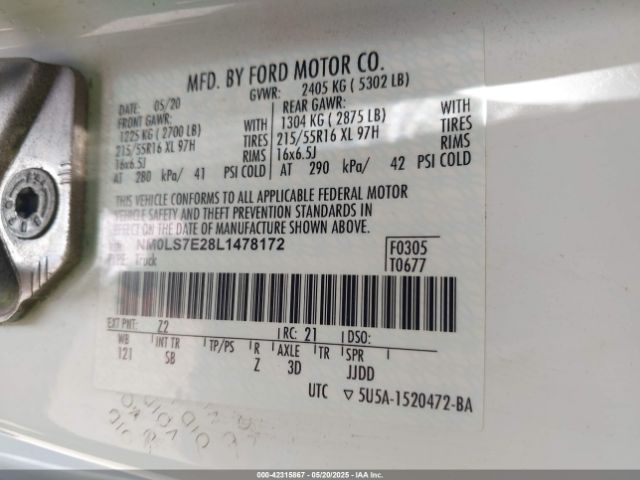 MFD. BY FORD MOTOR CO.
DATE: 05/20 GVWR: 2405 KG ( 5302 LB)
FRONT GAWR: REAR GAWR:
1225 KG ( 2700 LB) WITH 1304 KG ( 2875 LB) WITH
215/55R16 XL 97H TIRES 215/55R16 XL 97H TIRES
16x6.5J RIMS 16x6.5J RIMS
AT 280 kPa/ 41 PSI COLD AT 290 kPa/ 42 PSI COLD
THIS VEHICLE CONFORMS TO ALL APPLICABLE FEDERAL MOTOR
VEHICLE SAFETY AND THEFT PREVENTION STANDARDS IN
EFFECT ON THE DATE OF MANUFACTURE SHOWN ABOVE.
VIN: NM0LS7E28L1478172 F0305
TYPE: Truck T0677
EXT PNT: Z2 RC: 21 DSO:
WB INT TR TP/PS R AXLE TR SPR
121 SB Z 3D JJDD
UTC ▽ 5U5A-1520472-BA
000-42315867 - 05/20/2025 - IAA Inc.